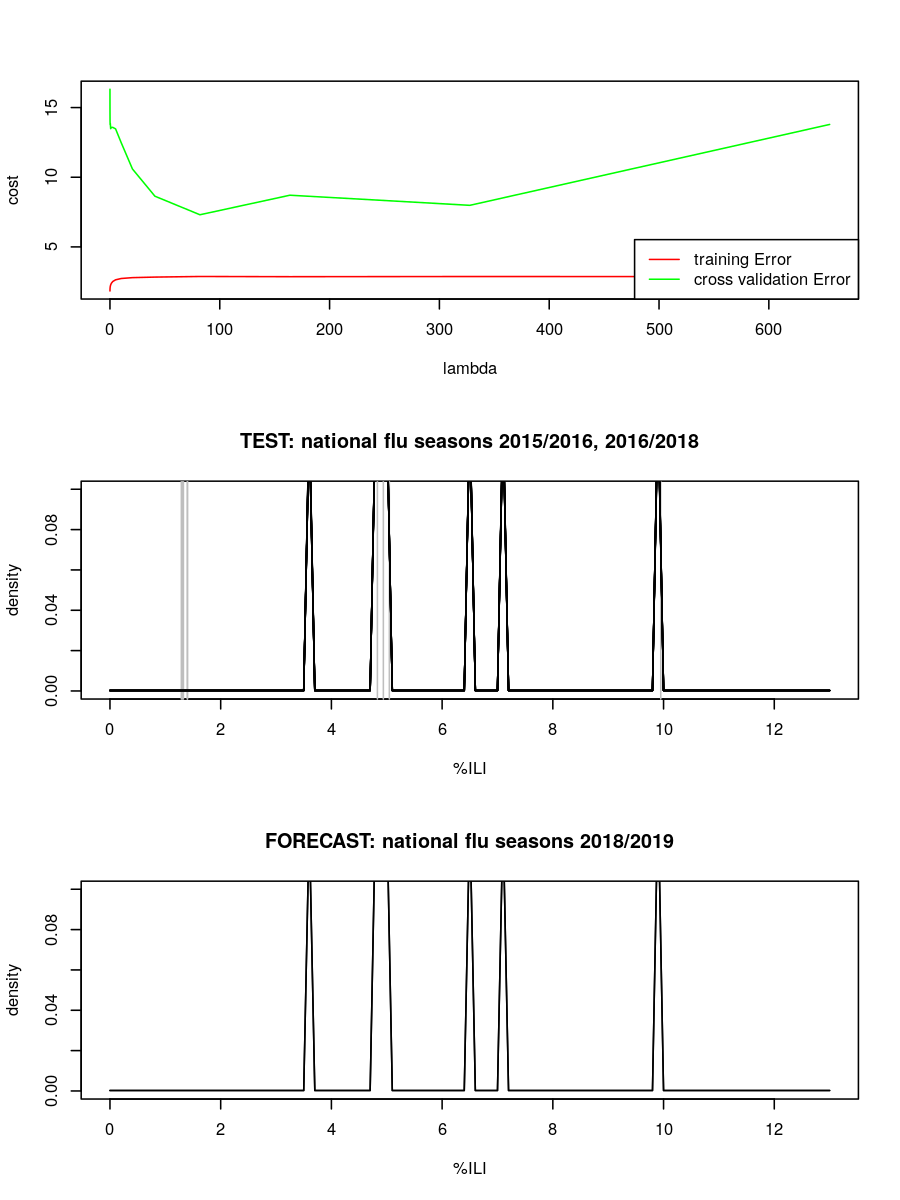 15
10
5
cost
training Error
cross validation Error
0 100 200 300 400 500 600
lambda
TEST: national flu seasons 2015/2016, 2016/2018
0.08
0.04
0.00
density
0 2 4 6 8 10 12
%ILI
FORECAST: national flu seasons 2018/2019
0.08
0.04
0.00
density
0 2 4 6 8 10 12
%ILI